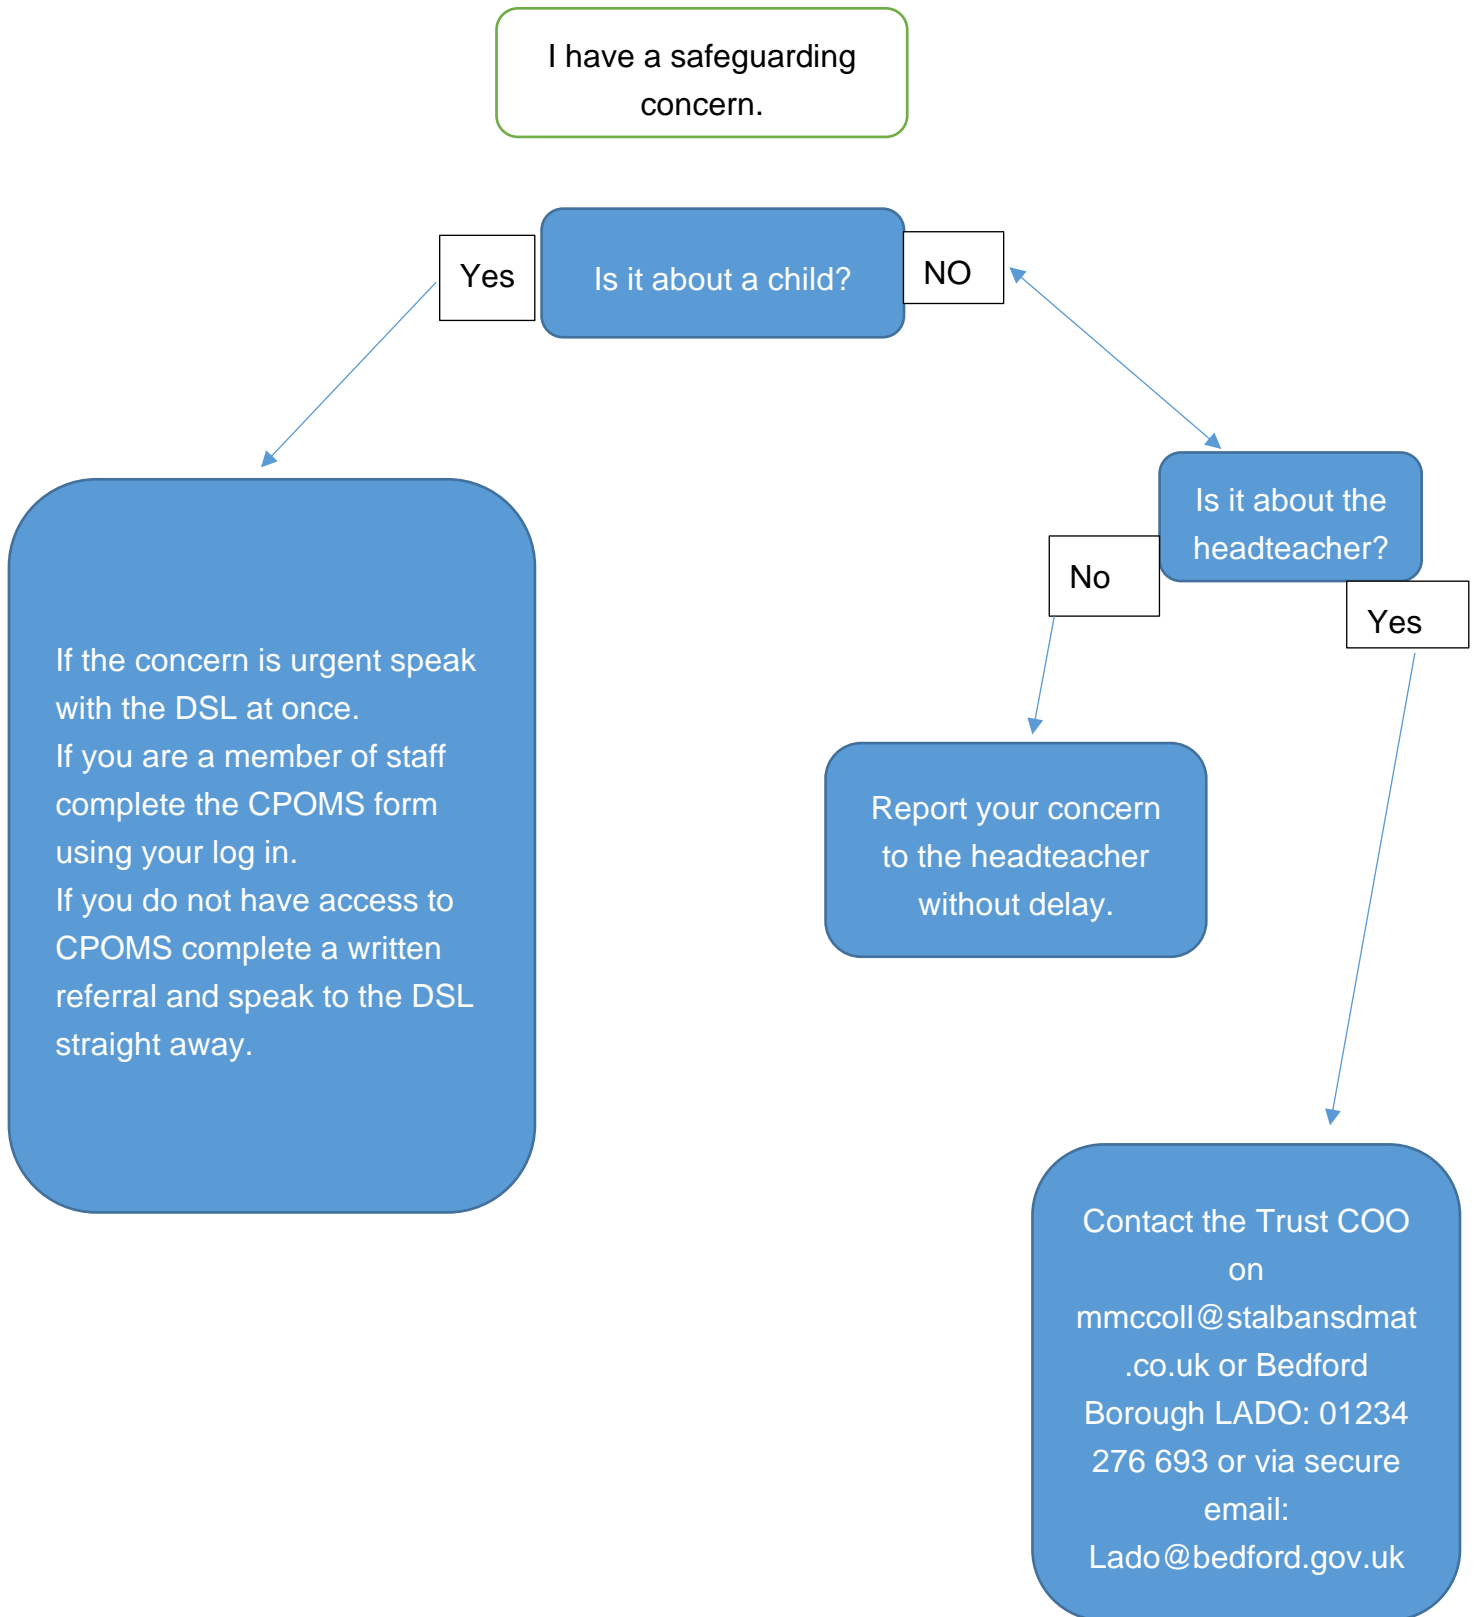 I have a safeguarding
concern.
Yes
Is it about a child?
NO
If the concern is urgent speak
with the DSL at once.
If you are a member of staff
complete the CPOMS form
using your log in.
If you do not have access to
CPOMS complete a written
referral and speak to the DSL
straight away.
Is it about the
headteacher?
No
Yes
Report your concern
to the headteacher
without delay.
Contact the Trust COO
on
mmccoll@stalbansdmat
.co.uk or Bedford
Borough LADO: 01234
276 693 or via secure
email:
Lado@bedford.gov.uk